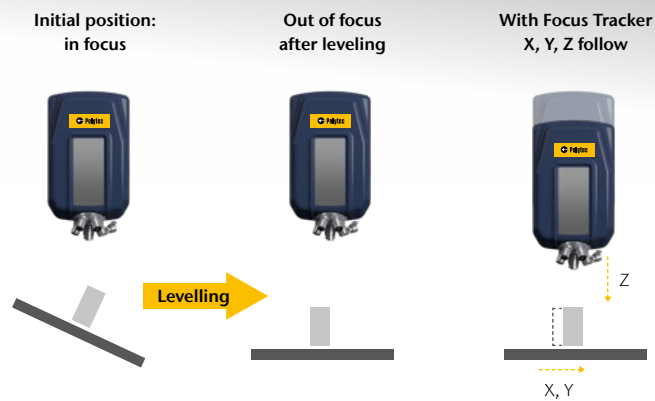 Initial position:
in focus
Out of focus
after leveling
With Focus Tracker
X, Y, Z follow
Polytec
Polytec
Polytec
Z
Levelling
X, Y